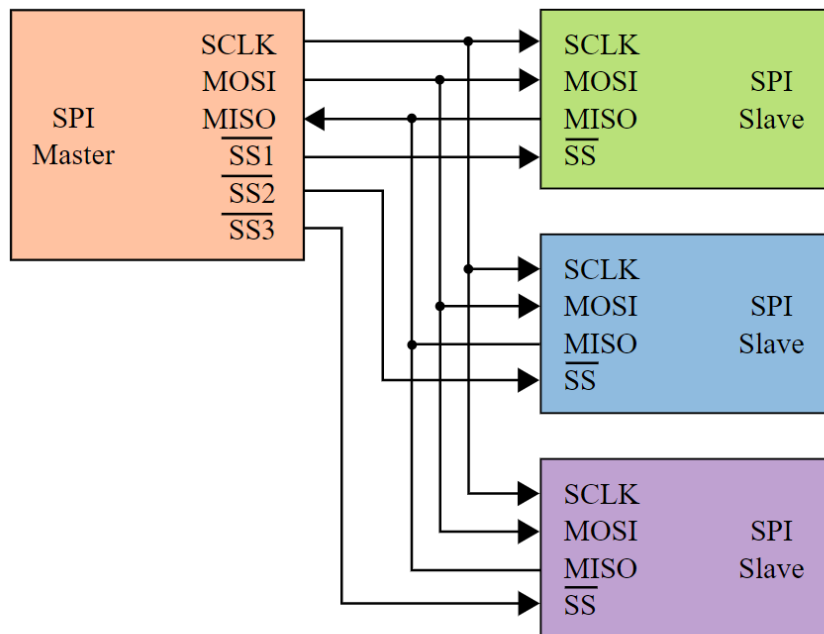 SCLK
MOSI
MISO
SS1
SS2
SS3
SPI
Master
SCLK
MOSI
MISO
SS
SPI
Slave
SCLK
MOSI
MISO
SS
SPI
Slave
SCLK
MOSI
MISO
SS
SPI
Slave